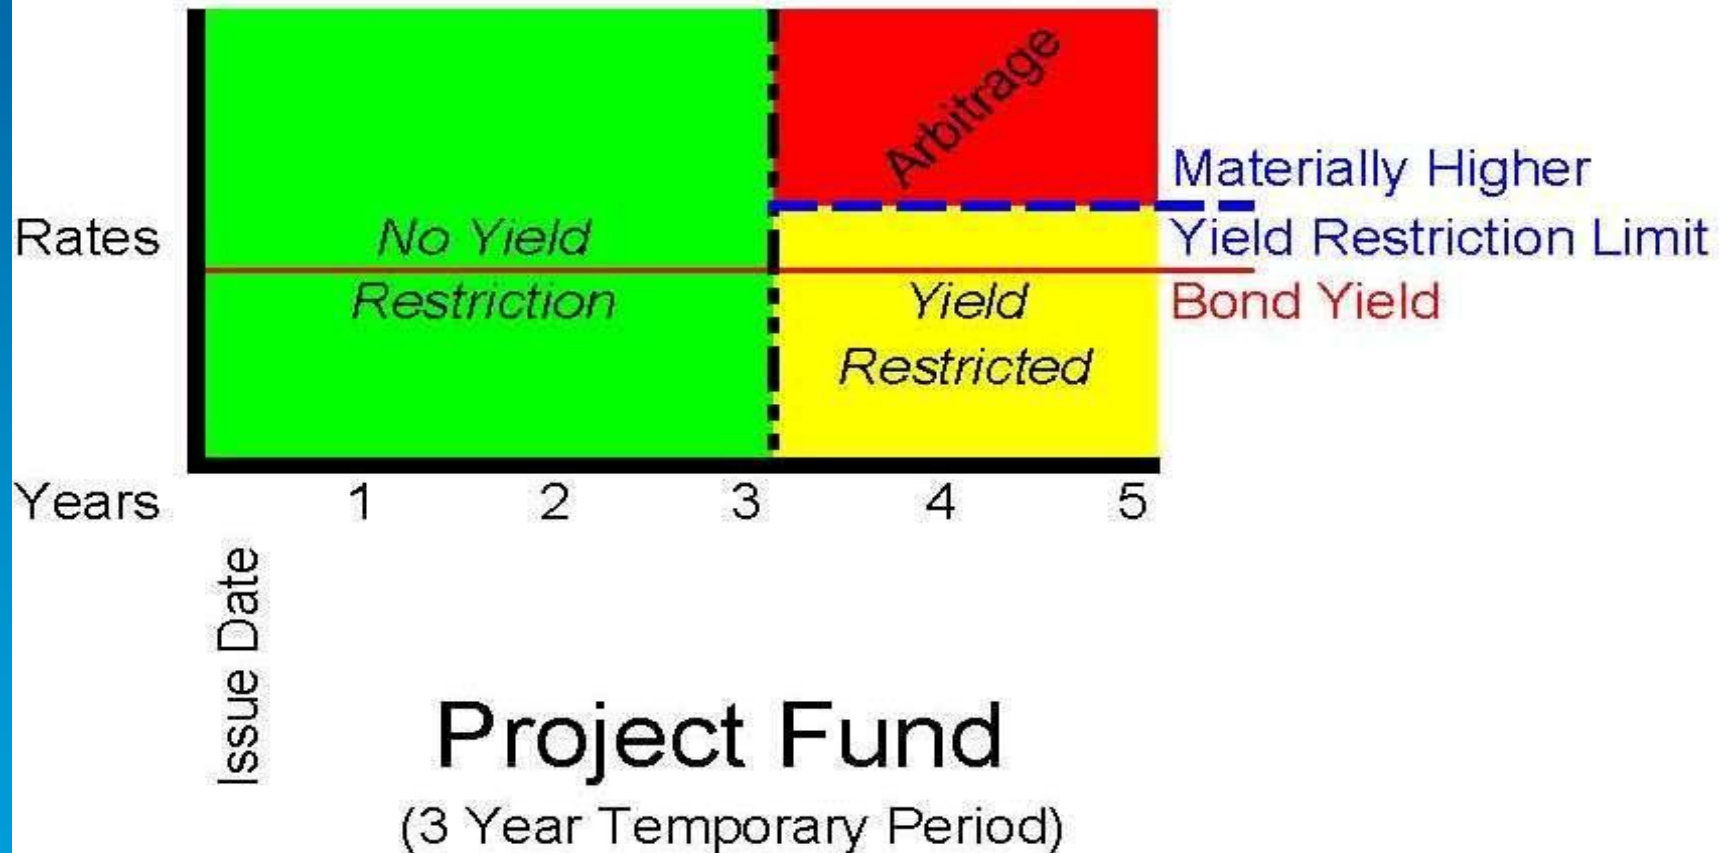 Arbitrage
Materially Higher
Rates
No Yield
Restriction
Yield Restriction Limit
Yield
Restricted
Bond Yield
Years 1 2 3 4 5
Issue Date
Project Fund
(3 Year Temporary Period)